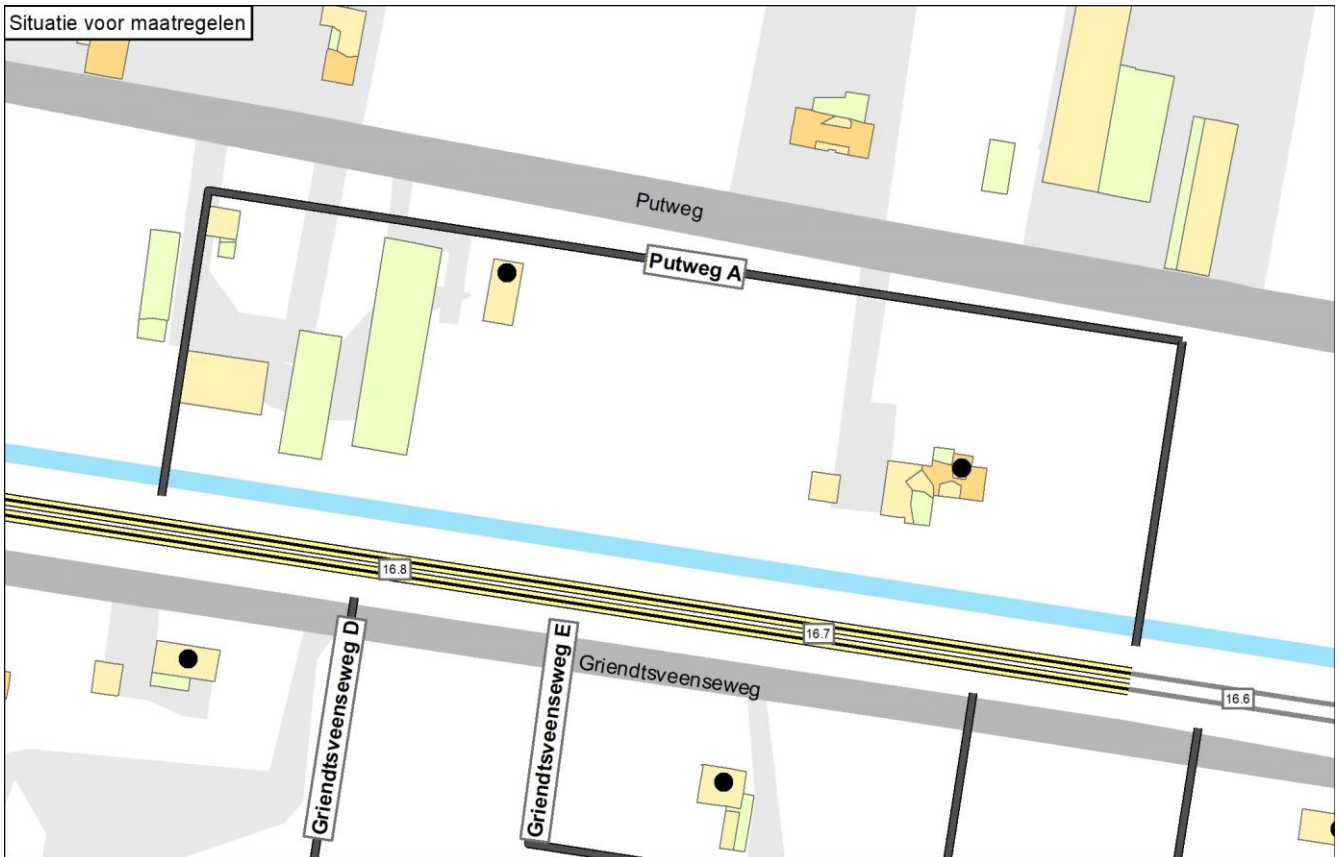 Situatie voor maatregelen
Putweg
Putweg A
16.8
16.7
Griendtsveenseweg D
Griendtsveenseweg E
Griendtsveenseweg
16.6